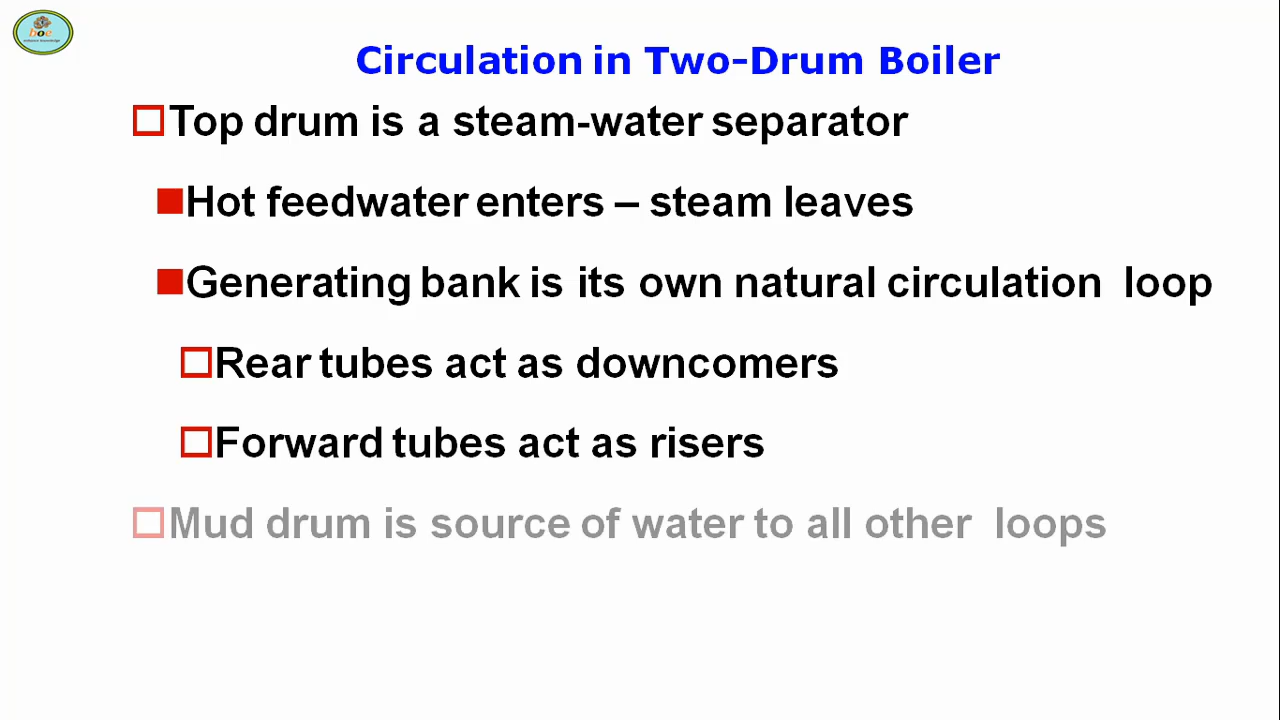 boe
Circulation in Two-Drum Boiler
Top drum is a steam-water separator
Hot feedwater enters – steam leaves
Generating bank is its own natural circulation loop
Rear tubes act as downcomers
Forward tubes act as risers
Mud drum is source of water to all other loops